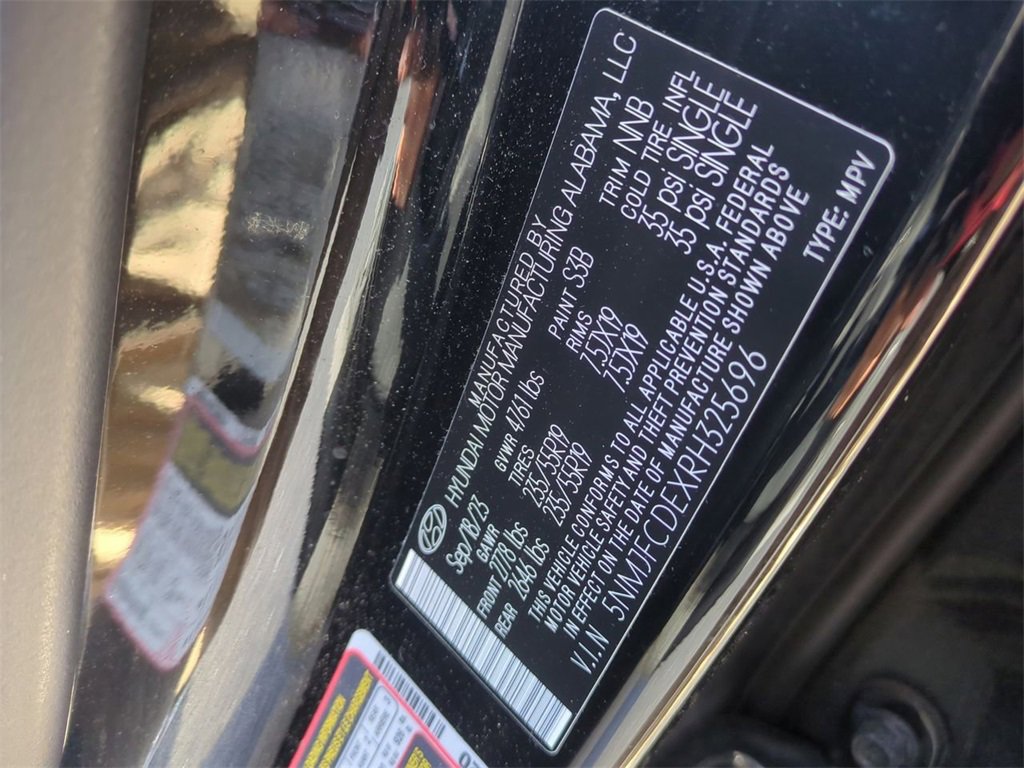 MANUFACTURED BY
HYUNDAI MOTOR MANUFACTURING ALABAMA, LLC
Sep/18/23 GVWR 4761 lbs PAINT S3B TRIM NNB
GAWR TIRES RIMS COLD TIRE. INFL
FRONT 2778 lbs 235/55R19 7.5JX19 35 psi SINGLE
REAR 2646 lbs 235/55R19 7.5JX19 35 psi SINGLE
THIS VEHICLE CONFORMS TO ALL APPLICABLE U.S.A. FEDERAL
MOTOR VEHICLE SAFETY AND THEFT PREVENTION STANDARDS
IN EFFECT ON THE DATE OF MANUFACTURE SHOWN ABOVE
V.I.N 5NMJFCDEXRH325696 TYPE: MPV